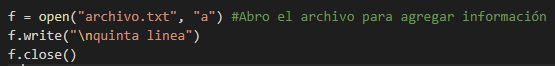 f = open("archivo.txt", "a") #Abro el archivo para agregar información
f.write("\nquinta linea")
f.close()